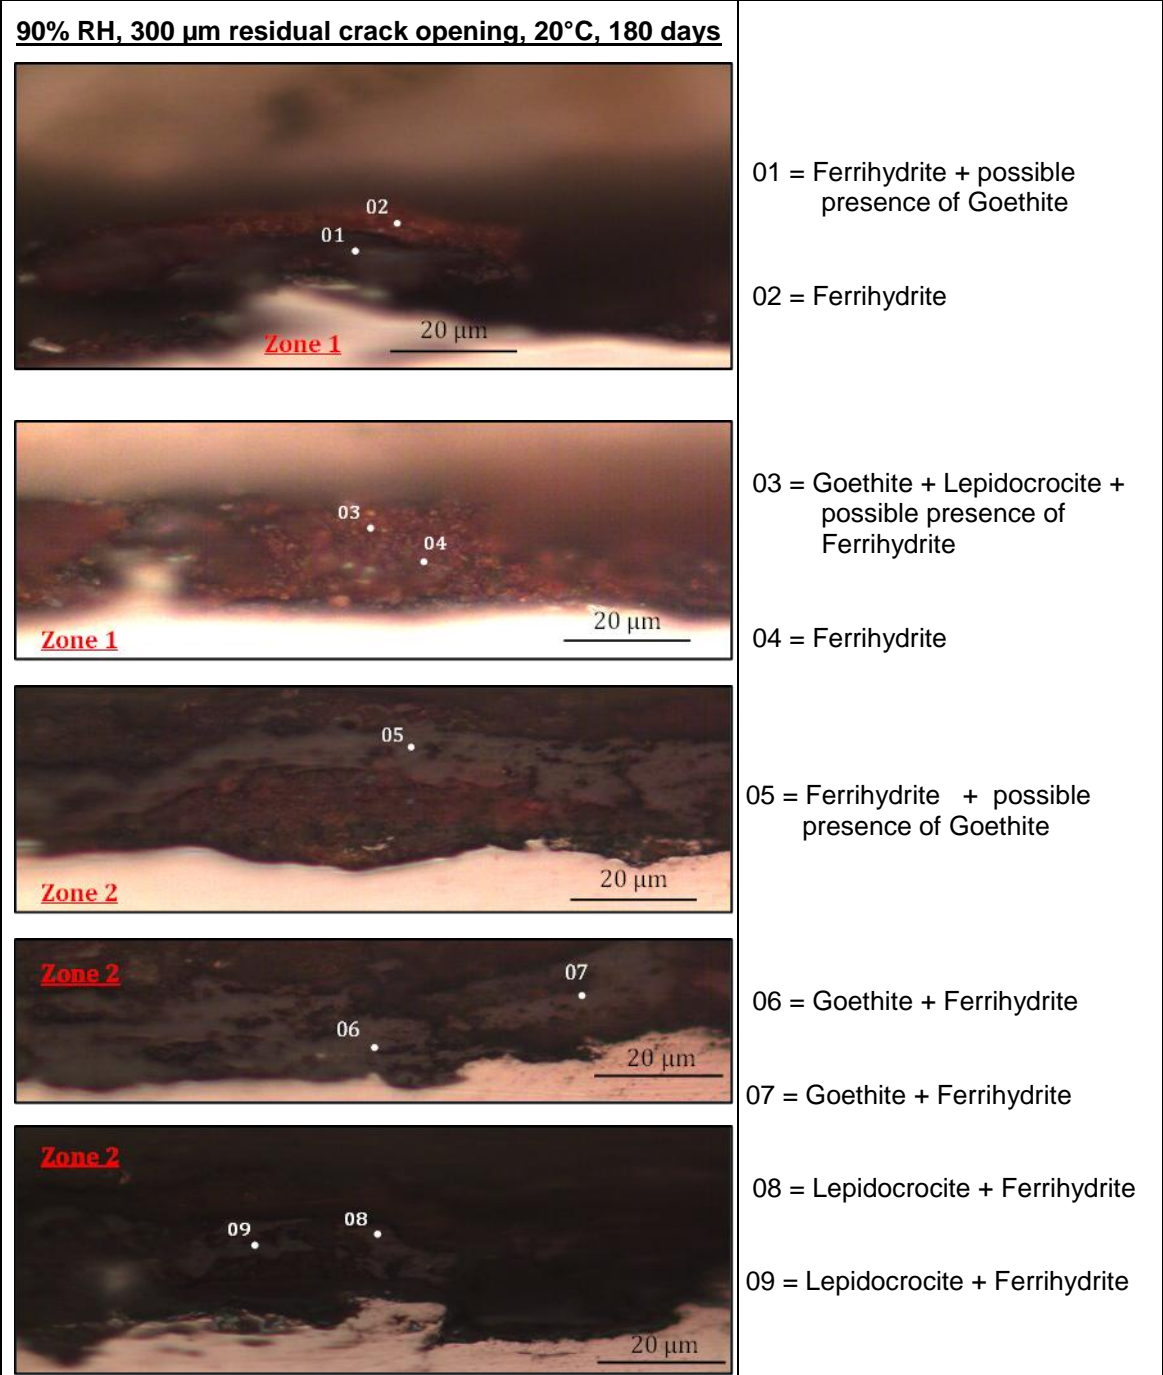 90% RH, 300 µm residual crack opening, 20°C, 180 days
02
01
Zone 1
20 µm
01 = Ferrihydrite + possible
presence of Goethite
02 = Ferrihydrite
03
04
Zone 1
20 µm
03 = Goethite + Lepidocrocite +
possible presence of
Ferrihydrite
04 = Ferrihydrite
05
Zone 2
20 µm
05 = Ferrihydrite + possible
presence of Goethite
Zone 2
07
06
20 µm
06 = Goethite + Ferrihydrite
07 = Goethite + Ferrihydrite
Zone 2
09
08
20 µm
08 = Lepidocrocite + Ferrihydrite
09 = Lepidocrocite + Ferrihydrite